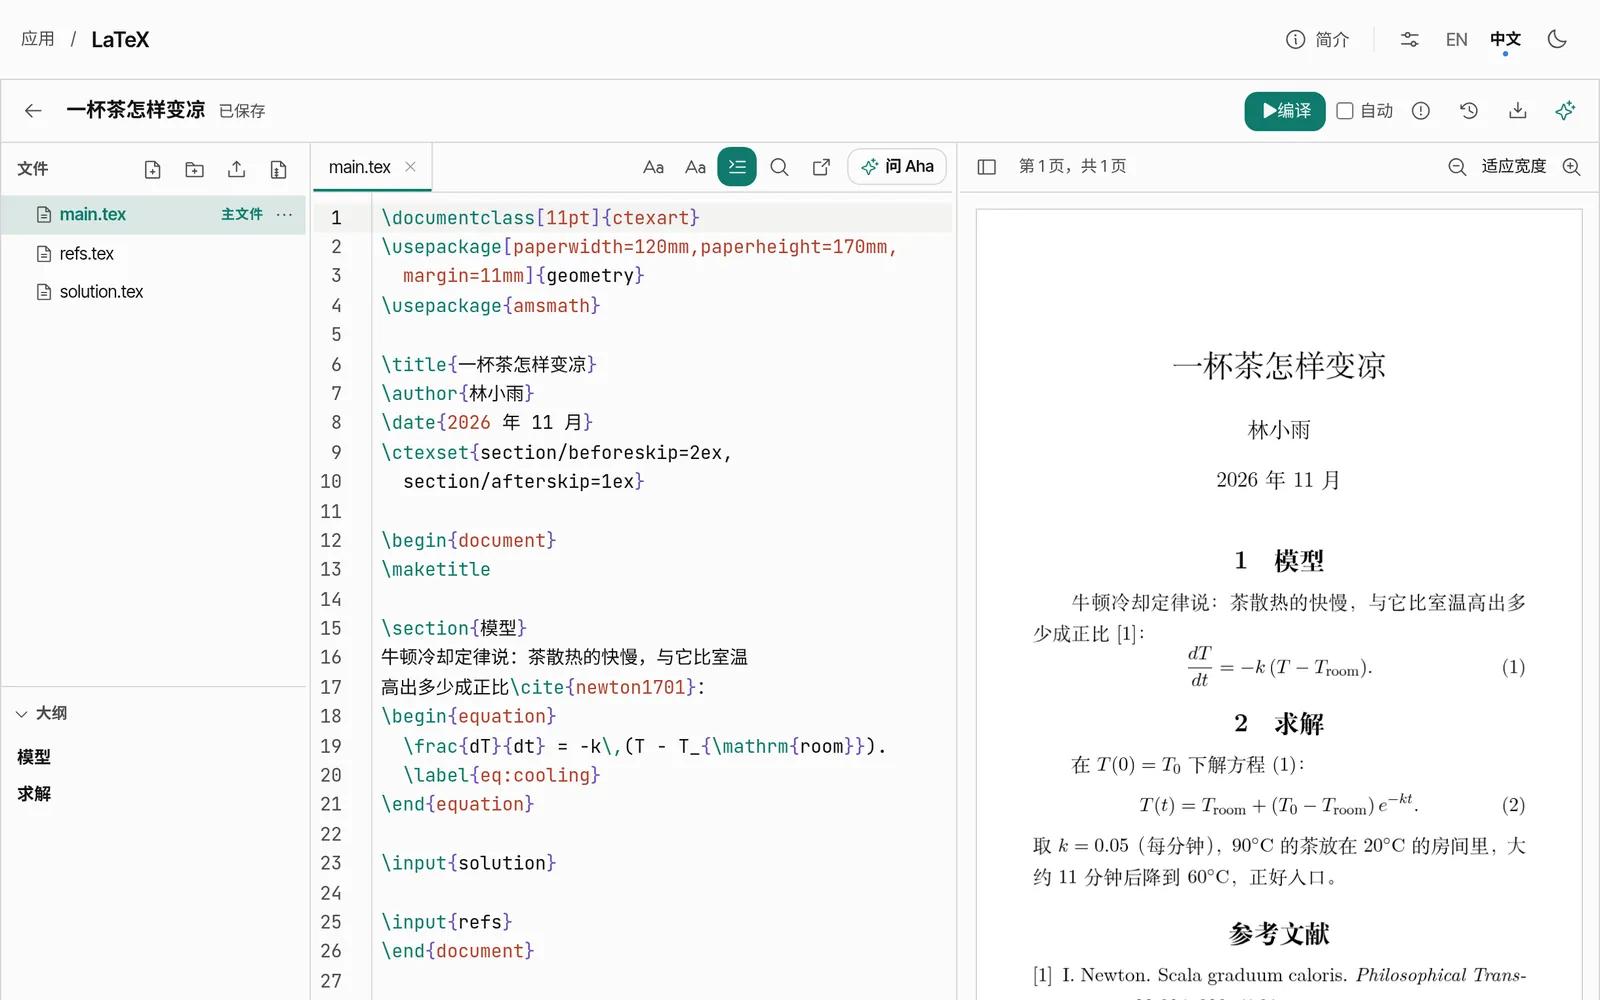 应用 / LaTeX
简介
EN 中文
一杯茶怎样变凉 已保存
编译 自动
文件
main.tex 主文件 ···
refs.tex
solution.tex
大纲
模型
求解
main.tex
Aa Aa 问 Aha
1 \documentclass[11pt]{ctexart}
2 \usepackage[paperwidth=120mm,paperheight=170mm,
3 margin=11mm]{geometry}
4 \usepackage{amsmath}
5
6 \title{一杯茶怎样变凉}
7 \author{林小雨}
8 \date{2026 年 11 月}
9 \ctexset{section/beforeskip=2ex,
10 section/afterskip=1ex}
11
12 \begin{document}
13 \maketitle
14
15 \section{模型}
16 牛顿冷却定律说：茶散热的快慢，与它比室温
17 高出多少成正比\cite{newton1701}：
18 \begin{equation}
19 \frac{dT}{dt} = -k\,(T - T_{\mathrm{room}}).
20 \label{eq:cooling}
21 \end{equation}
22
23 \input{solution}
24
25 \input{refs}
26 \end{document}
27
第 1 页，共 1 页
适应宽度
一杯茶怎样变凉
林小雨
2026 年 11 月
1 模型
牛顿冷却定律说：茶散热的快慢，与它比室温高出多
少成正比 [1]：
dT/dt = −k (T − T_room). (1)
2 求解
在 T(0) = T_0 下解方程 (1)：
T(t) = T_room + (T_0 − T_room) e^{−kt}. (2)
取 k = 0.05（每分钟），90°C 的茶放在 20°C 的房间里，大
约 11 分钟后降到 60°C，正好入口。
参考文献
[1] I. Newton. Scala graduum caloris. Philosophical Trans-